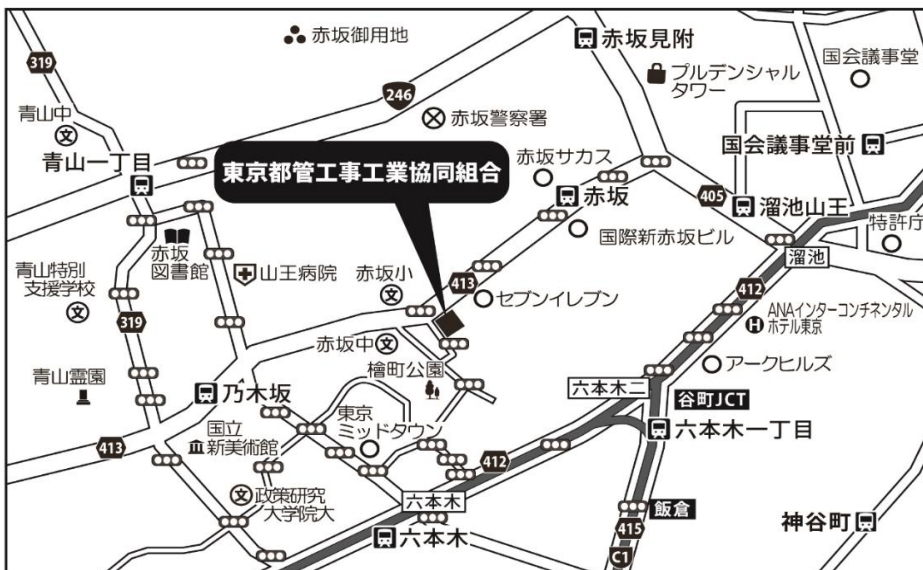 赤坂御用地
赤坂見附
319
国会議事堂
プルデンシャル
タワー
246
青山中
文
赤坂警察署
青山一丁目
国会議事堂前
東京都管工事工業協同組合
赤坂サカス
赤坂
405
溜池山王
特許庁
国際新赤坂ビル
溜池
赤坂
図書館
山王病院
赤坂小
文
413
セブンイレブン
412
青山特別
支援学校
文
319
ANAインターコンチネンタル
ホテル東京
H
赤坂中
文
檜町公園
アークヒルズ
青山霊園
乃木坂
六本木二
谷町JCT
東京
ミッドタウン
国立
新美術館
六本木一丁目
413
412
政策研究
大学院大
文
六本木
飯倉
415
神谷町
六本木
C1